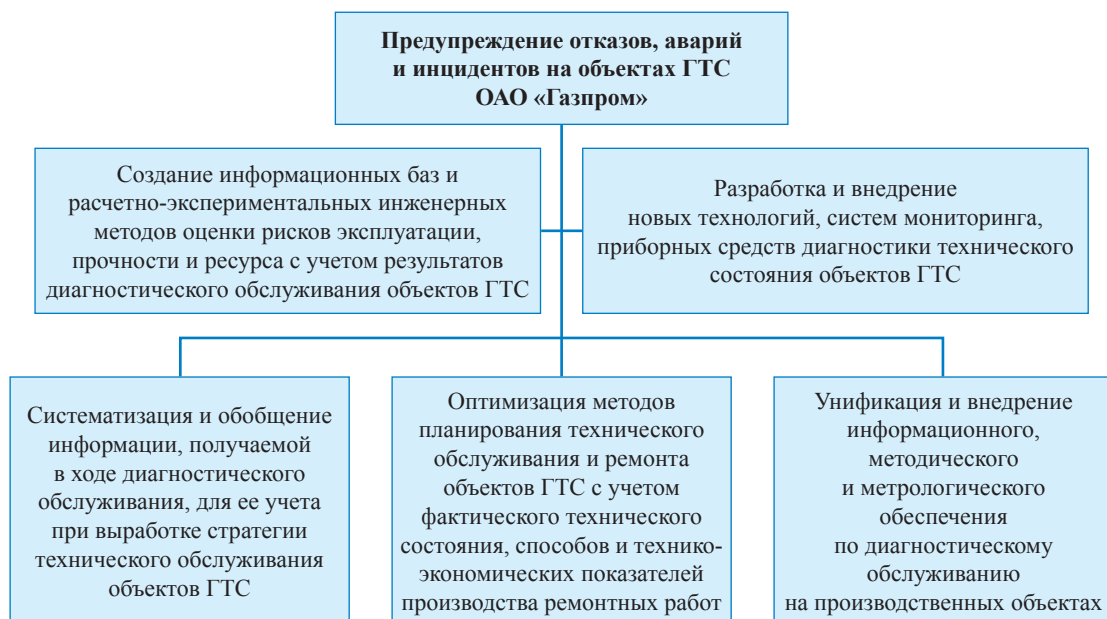 Предупреждение отказов, аварий
и инцидентов на объектах ГТС
ОАО «Газпром»
Создание информационных баз и
расчетно-экспериментальных инженерных
методов оценки рисков эксплуатации,
прочности и ресурса с учетом результатов
диагностического обслуживания объектов ГТС
Разработка и внедрение
новых технологий, систем мониторинга,
приборных средств диагностики технического
состояния объектов ГТС
Систематизация и обобщение
информации, получаемой
в ходе диагностического
обслуживания, для ее учета
при выработке стратегии
технического обслуживания
объектов ГТС
Оптимизация методов
планирования технического
обслуживания и ремонта
объектов ГТС с учетом
фактического технического
состояния, способов и технико-
экономических показателей
производства ремонтных работ
Унификация и внедрение
информационного,
методического
и метрологического
обеспечения
по диагностическому
обслуживанию
на производственных объектах